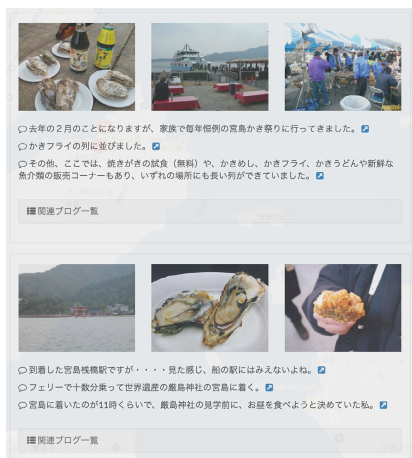 去年の２月のことになりますが、家族で毎年恒例の宮島かき祭りに行ってきました。
かきフライの列に並びました。
その他、ここでは、焼きがきの試食（無料）や、かきめし、かきフライ、かきうどんや新鮮な
魚介類の販売コーナーもあり、いずれの場所にも長い列ができていました。
関連ブログ一覧
到着した宮島桟橋駅ですが・・・・見た感じ、船の駅にはみえないよね。
フェリーで十数分乗って世界遺産の厳島神社の宮島に着く。
宮島に着いたのが11時くらいで、厳島神社の見学前に、お昼を食べようと決めていた私。
関連ブログ一覧